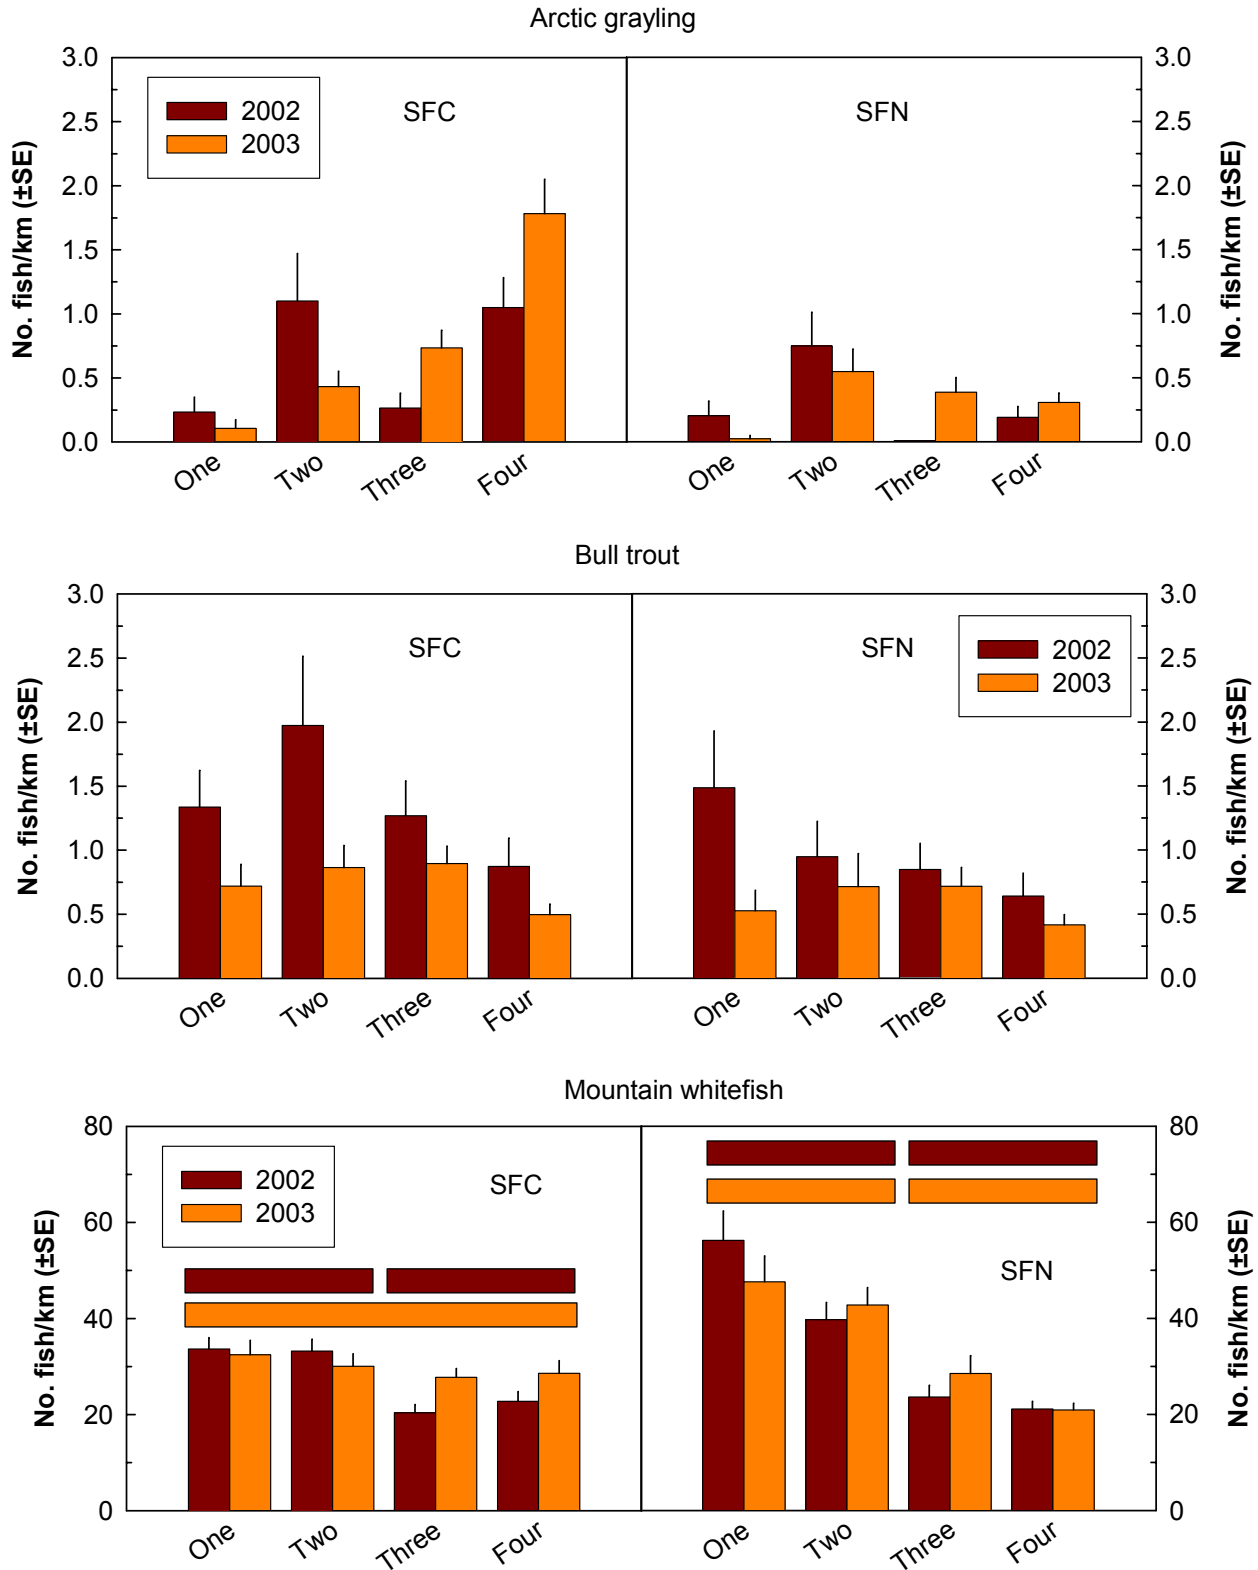 Arctic grayling
No. fish/km (±SE)
3.0
2.5
2.0
1.5
1.0
0.5
0.0
2002
2003
SFC
SFN
3.0
2.5
2.0
1.5
1.0
0.5
0.0
No. fish/km (±SE)
One
Two
Three
Four
One
Two
Three
Four
Bull trout
No. fish/km (±SE)
3.0
2.5
2.0
1.5
1.0
0.5
0.0
SFC
SFN
2002
2003
3.0
2.5
2.0
1.5
1.0
0.5
0.0
No. fish/km (±SE)
One
Two
Three
Four
One
Two
Three
Four
Mountain whitefish
No. fish/km (±SE)
80
60
40
20
0
2002
2003
SFC
SFN
80
60
40
20
0
No. fish/km (±SE)
One
Two
Three
Four
One
Two
Three
Four